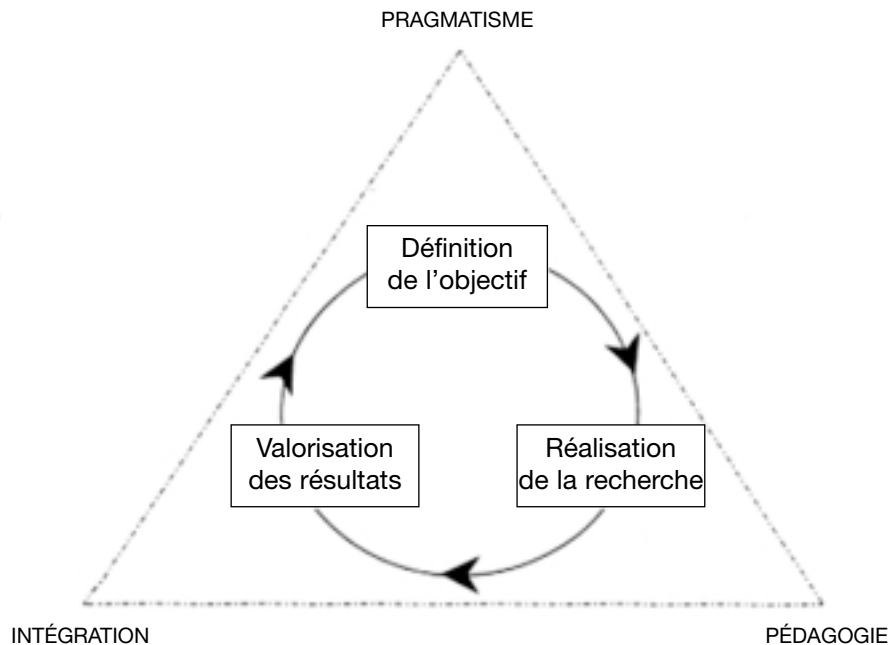 PRAGMATISME
Définition
de l’objectif
Valorisation
des résultats
Réalisation
de la recherche
INTÉGRATION
PÉDAGOGIE